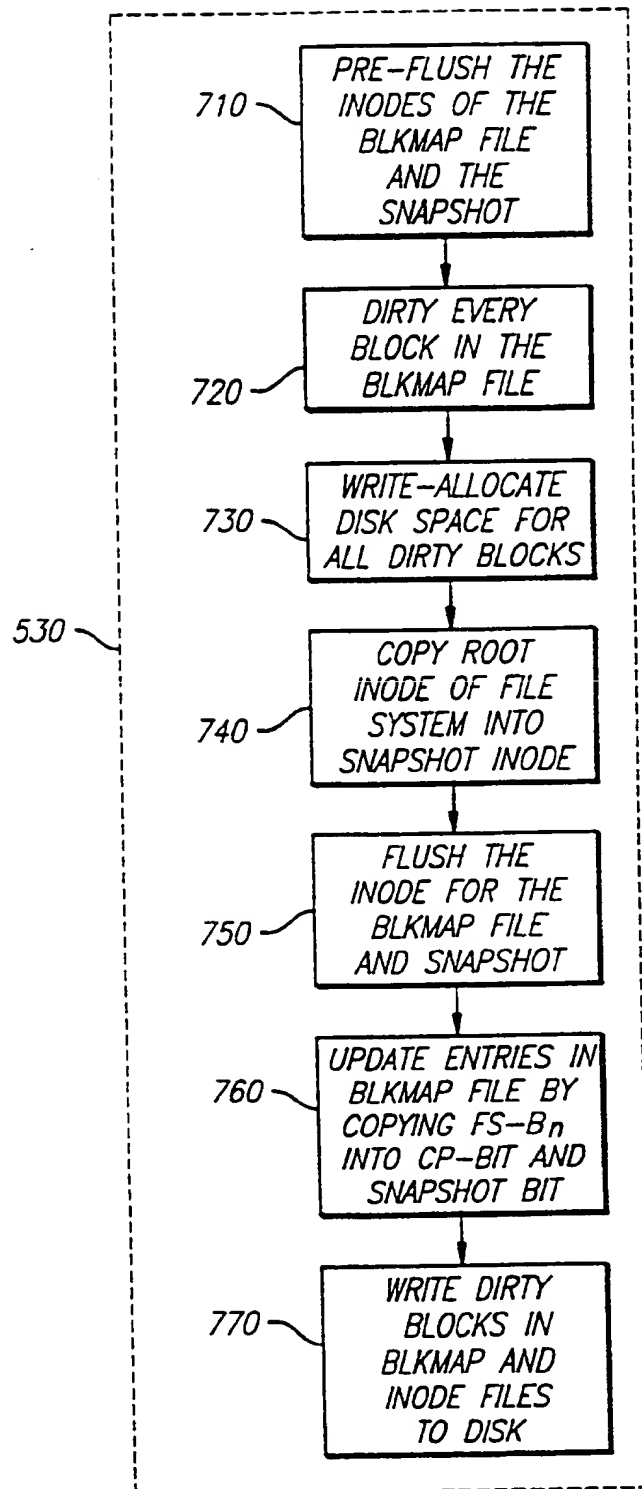 710
PRE-FLUSH THE
INODES OF THE
BLKMAP FILE
AND THE
SNAPSHOT
720
DIRTY EVERY
BLOCK IN THE
BLKMAP FILE
730
WRITE-ALLOCATE
DISK SPACE FOR
ALL DIRTY BLOCKS
530
740
COPY ROOT
INODE OF FILE
SYSTEM INTO
SNAPSHOT INODE
750
FLUSH THE
INODE FOR THE
BLKMAP FILE
AND SNAPSHOT
760
UPDATE ENTRIES IN
BLKMAP FILE BY
COPYING FS-Bn
INTO CP-BIT AND
SNAPSHOT BIT
770
WRITE DIRTY
BLOCKS IN
BLKMAP AND
INODE FILES
TO DISK